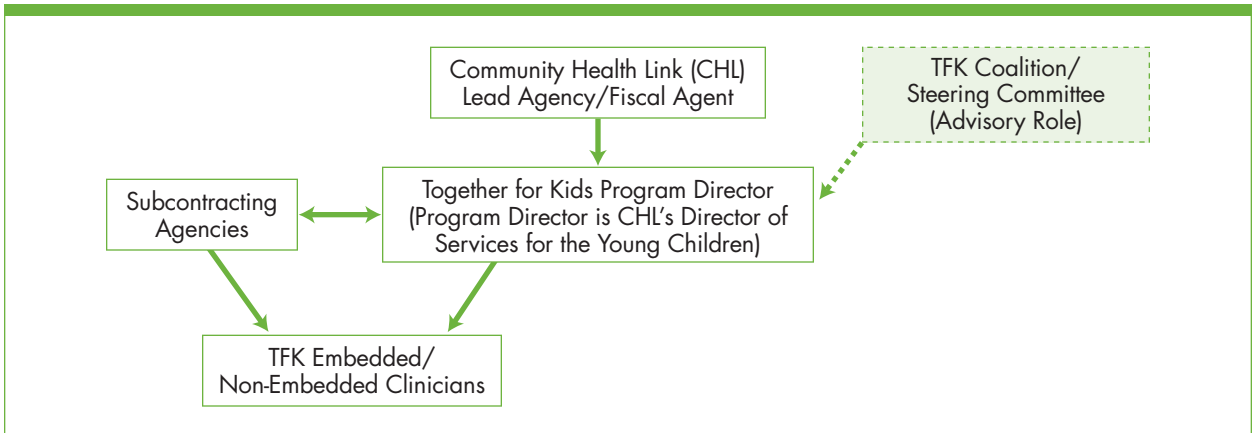 Community Health Link (CHL)
Lead Agency/Fiscal Agent
TFK Coalition/
Steering Committee
(Advisory Role)
Subcontracting
Agencies
Together for Kids Program Director
(Program Director is CHL's Director of
Services for the Young Children)
TFK Embedded/
Non-Embedded Clinicians